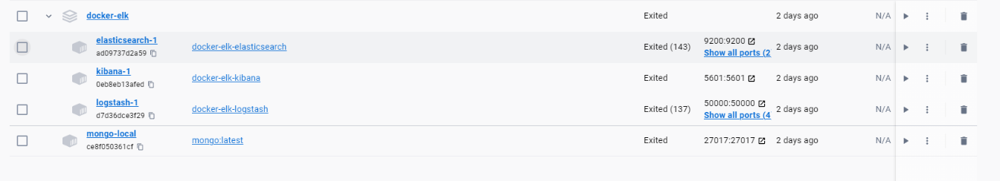 docker-elk Exited 2 days ago N/A
elasticsearch-1 docker-elk-elasticsearch Exited (143) 9200:9200 2 days ago N/A
ad09737d2a59 Show all ports (2
kibana-1 docker-elk-kibana Exited 5601:5601 2 days ago N/A
0eb8eb13afed
logstash-1 docker-elk-logstash Exited (137) 50000:50000 2 days ago N/A
d7d36dce3f29 Show all ports (4
mongo-local mongo:latest Exited 27017:27017 2 days ago N/A
ce8f050361cf